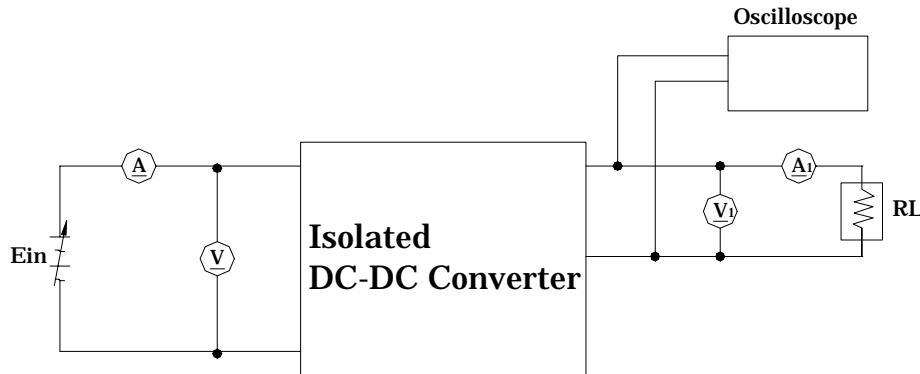 Oscilloscope
A
A1
V1
RL
Ein
V
Isolated
DC-DC Converter